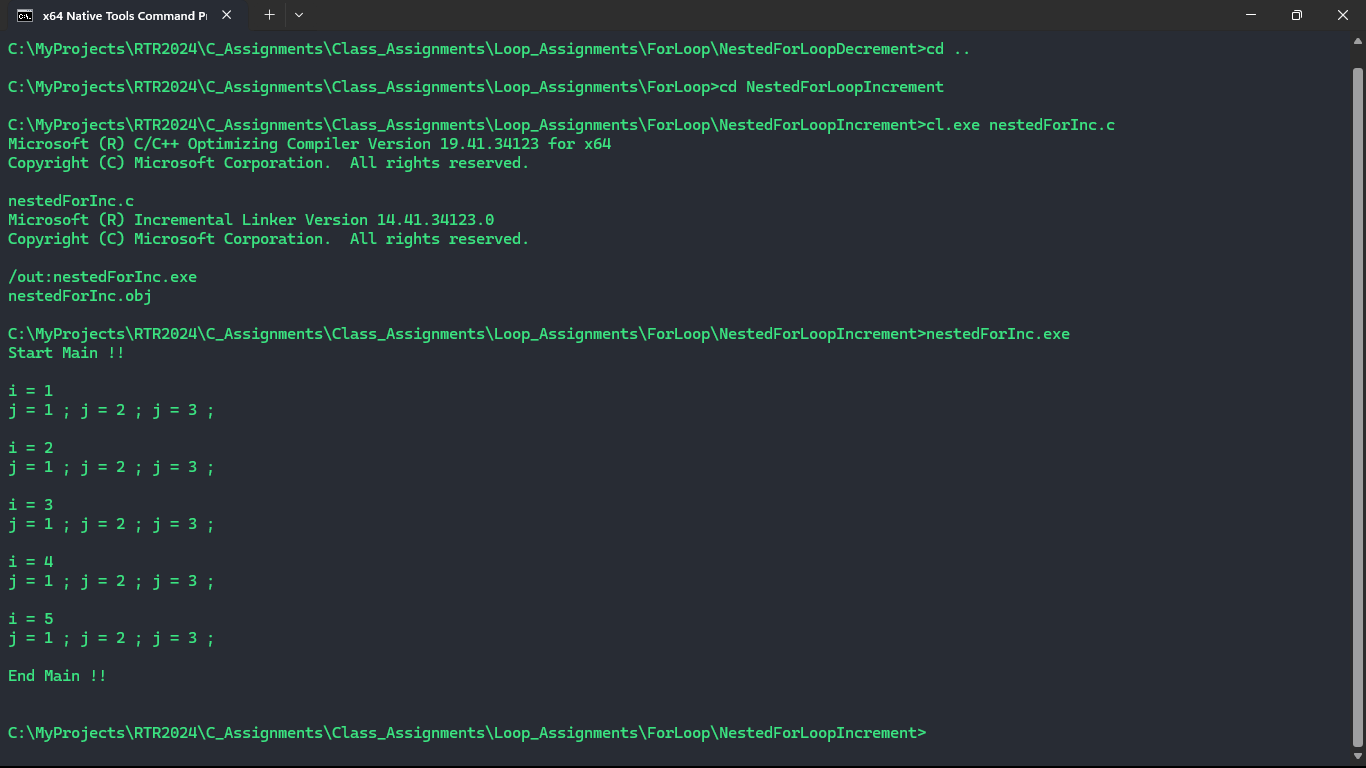 x64 Native Tools Command P
C:\MyProjects\RTR2024\C_Assignments\Class_Assignments\Loop_Assignments\ForLoop\NestedForLoopDecrement>cd ..
C:\MyProjects\RTR2024\C_Assignments\Class_Assignments\Loop_Assignments\ForLoop>cd NestedForLoopIncrement
C:\MyProjects\RTR2024\C_Assignments\Class_Assignments\Loop_Assignments\ForLoop\NestedForLoopIncrement>cl.exe nestedForInc.c
Microsoft (R) C/C++ Optimizing Compiler Version 19.41.34123 for x64
Copyright (C) Microsoft Corporation.  All rights reserved.
nestedForInc.c
Microsoft (R) Incremental Linker Version 14.41.34123.0
Copyright (C) Microsoft Corporation.  All rights reserved.
/out:nestedForInc.exe
nestedForInc.obj
C:\MyProjects\RTR2024\C_Assignments\Class_Assignments\Loop_Assignments\ForLoop\NestedForLoopIncrement>nestedForInc.exe
Start Main !!
i = 1
j = 1 ; j = 2 ; j = 3 ;
i = 2
j = 1 ; j = 2 ; j = 3 ;
i = 3
j = 1 ; j = 2 ; j = 3 ;
i = 4
j = 1 ; j = 2 ; j = 3 ;
i = 5
j = 1 ; j = 2 ; j = 3 ;
End Main !!
C:\MyProjects\RTR2024\C_Assignments\Class_Assignments\Loop_Assignments\ForLoop\NestedForLoopIncrement>